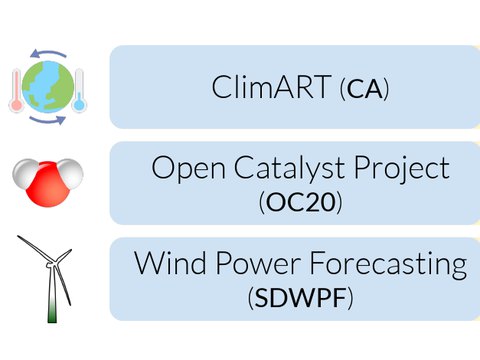 ClimART (CA)
Open Catalyst Project
(OC20)
Wind Power Forecasting
(SDWPF)